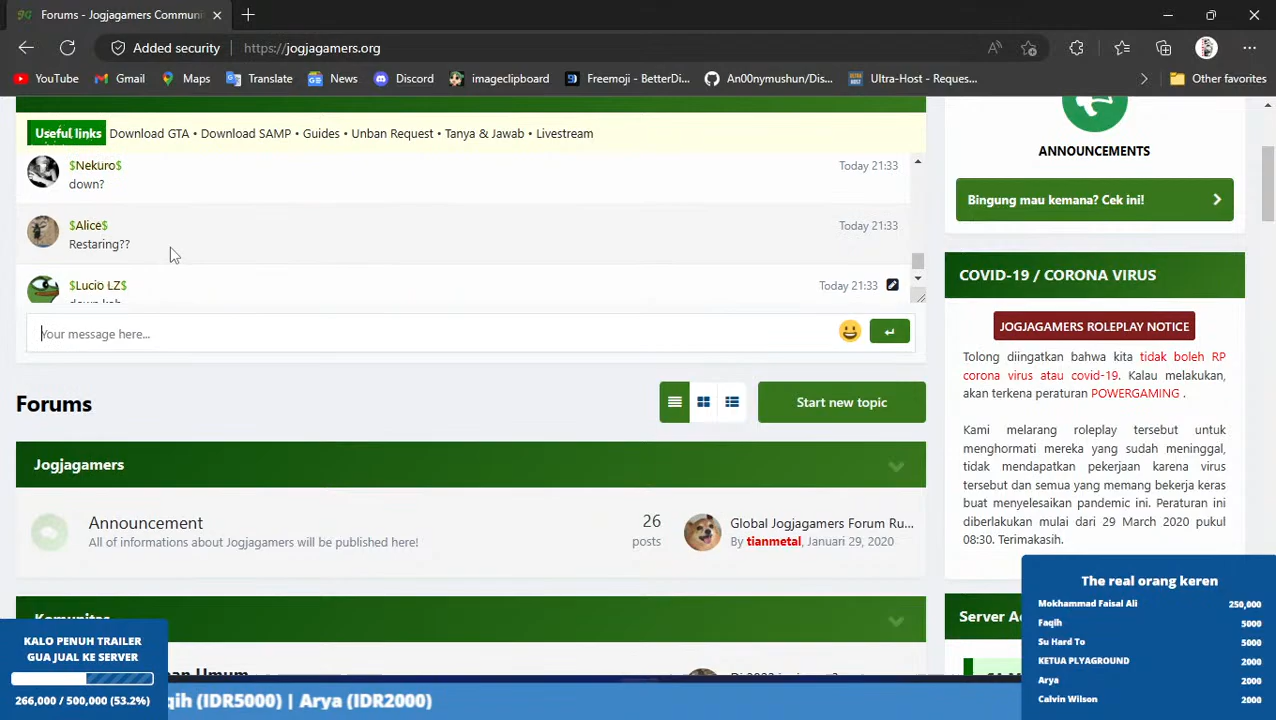 Forums - Jogjagamers Communi
Added security
https://jogjagamers.org
YouTube
Gmail
Maps
Translate
News
Discord
imageclipboard
Freemoji - BetterDi...
An00nymushun/Dis...
Ultra-Host - Reques...
Other favorites
Useful links Download GTA • Download SAMP • Guides • Unban Request • Tanya & Jawab • Livestream
$Nekuro$ Today 21:33
down?
$Alice$ Today 21:33
Restaring??
$Lucio LZ$ Today 21:33
Your message here...
Forums
Start new topic
Jogjagamers
Announcement
All of informations about Jogjagamers will be published here!
26
posts
Global Jogjagamers Forum Ru...
By tianmetal, Januari 29, 2020
Komunitas
ANNOUNCEMENTS
Bingung mau kemana? Cek ini!
COVID-19 / CORONA VIRUS
JOGJAGAMERS ROLEPLAY NOTICE
Tolong diingatkan bahwa kita tidak boleh RP
corona virus atau covid-19. Kalau melakukan,
akan terkena peraturan POWERGAMING .
Kami melarang roleplay tersebut untuk
menghormati mereka yang sudah meninggal,
tidak mendapatkan pekerjaan karena virus
tersebut dan semua yang memang bekerja keras
buat menyelesaikan pandemic ini. Peraturan ini
diberlakukan mulai dari 29 March 2020 pukul
08:30. Terimakasih.
Server Ad
KALO PENUH TRAILER
GUA JUAL KE SERVER
266,000 / 500,000 (53.2%)
qih (IDR5000) | Arya (IDR2000)
The real orang keren
Mokhammad Faisal Ali 250,000
Faqih 5000
Su Hard To 5000
KETUA PLYAGROUND 2000
Arya 2000
Calvin Wilson 2000